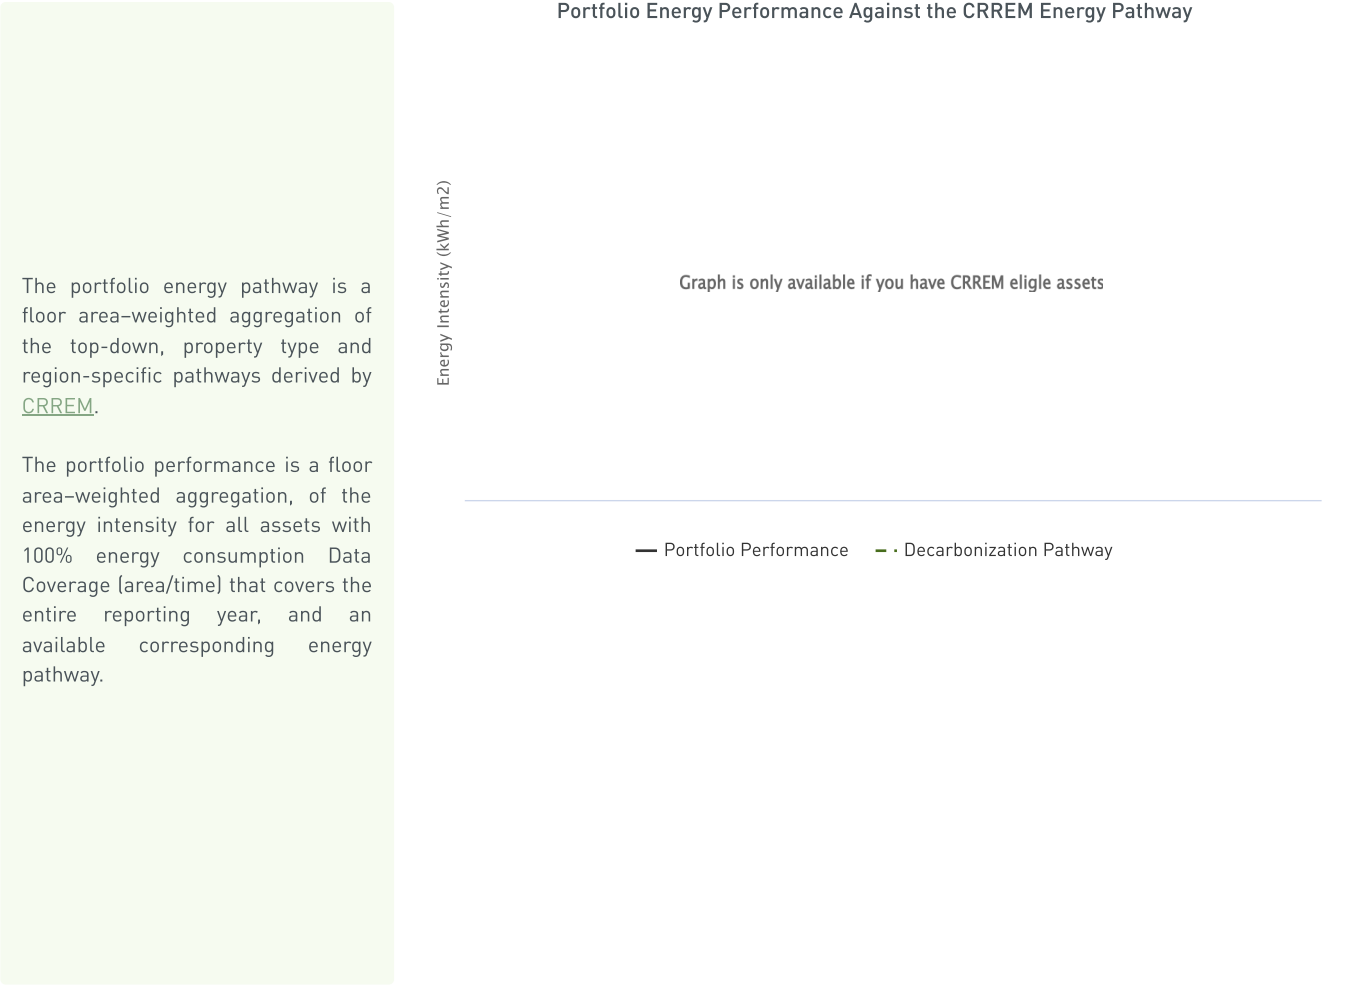 The portfolio energy pathway is a
floor area–weighted aggregation of
the top-down, property type and
region-specific pathways derived by
CRREM.
The portfolio performance is a floor
area–weighted aggregation, of the
energy intensity for all assets with
100% energy consumption Data
Coverage (area/time) that covers the
entire reporting year, and an
available corresponding energy
pathway.
Portfolio Energy Performance Against the CRREM Energy Pathway
Energy Intensity (kWh/m2)
Graph is only available if you have CRREM eligle assets
Portfolio Performance
Decarbonization Pathway